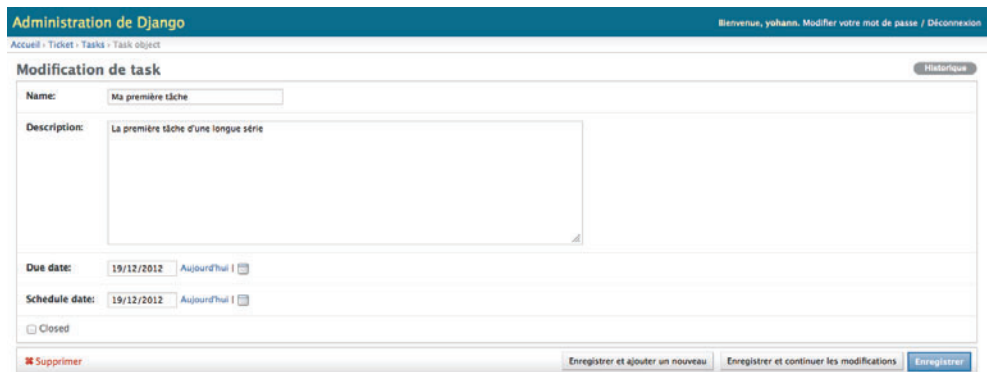 Administration de Django
Bienvenue, yohann. Modifier votre mot de passe / Déconnexion
Accueil › Ticket › Tasks › Task object
Modification de task
Historique
Name: Ma première tâche
Description: La première tâche d'une longue série
Due date: 19/12/2012 Aujourd'hui |
Schedule date: 19/12/2012 Aujourd'hui |
Closed
Supprimer
Enregistrer et ajouter un nouveau
Enregistrer et continuer les modifications
Enregistrer